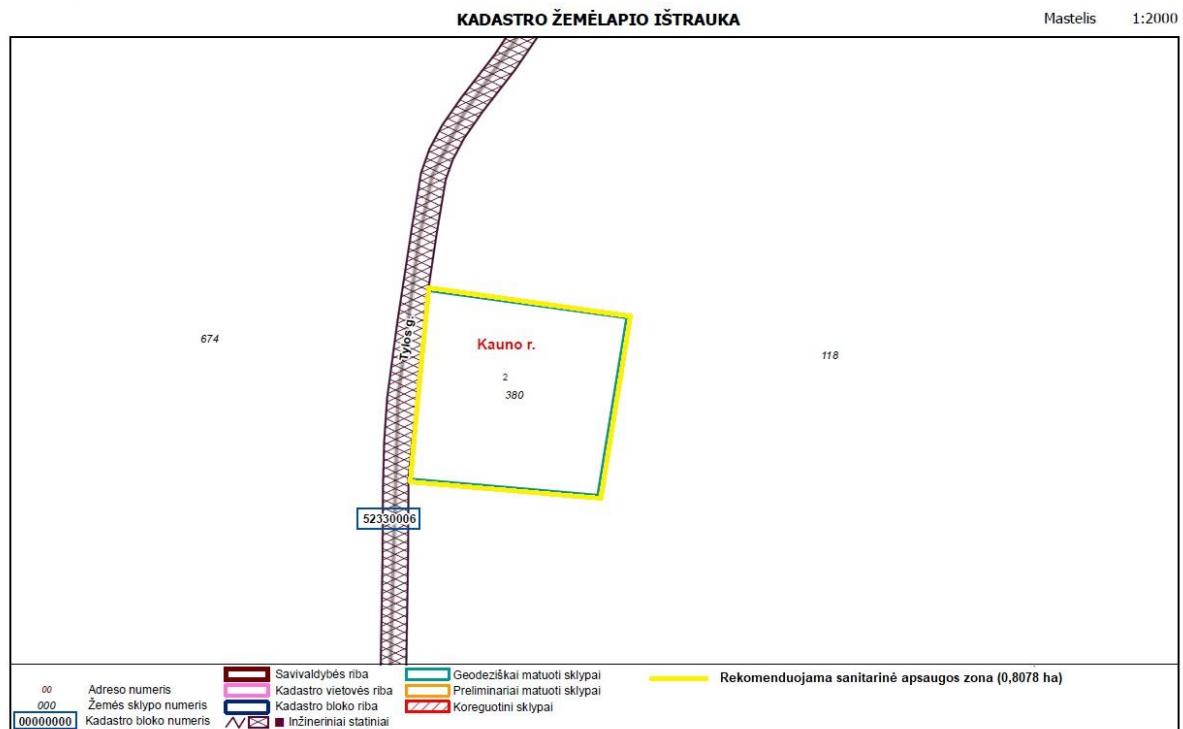 KADASTRO ŽEMĖLAPIO IŠTRAUKA
Mastelis 1:2000
Tylos g.
674
Kauno r.
118
2
380
52330006
00 Adreso numeris
000 Žemės sklypo numeris
00000000 Kadastro bloko numeris
Savivaldybės riba
Kadastro vietovės riba
Kadastro bloko riba
Inžineriniai statiniai
Geodeziškai matuoti sklypai
Preliminariai matuoti sklypai
Koreguotini sklypai
Rekomenduojama sanitarinė apsaugos zona (0,8078 ha)